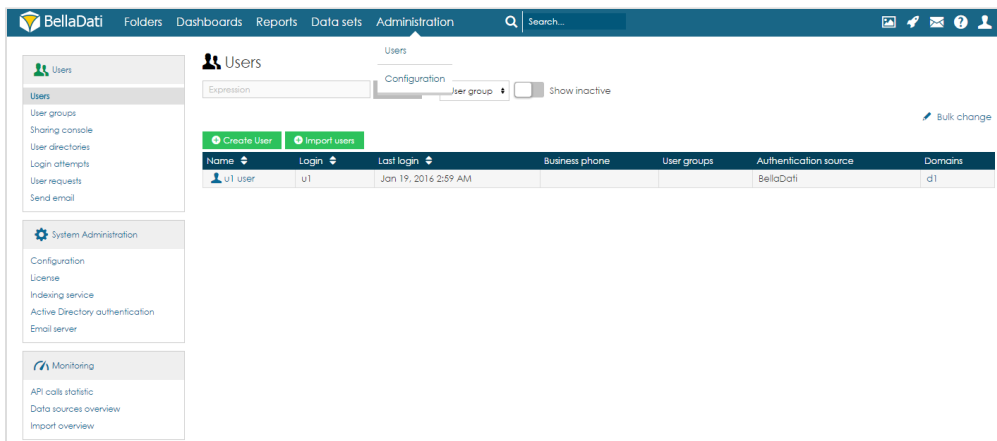 BellaDati Folders Dashboards Reports Data sets Administration Search...
Users
Configuration
Users
Users
User groups
Sharing console
User directories
Login attempts
User requests
Send email
System Administration
Configuration
License
Indexing service
Active Directory authentication
Email server
Monitoring
API calls statistic
Data sources overview
Import overview
Users
Expression User group Show inactive
Bulk change
Create User Import users
Name Login Last login Business phone User groups Authentication source Domains
u1 user u1 Jan 19, 2016 2:59 AM BellaDati d1